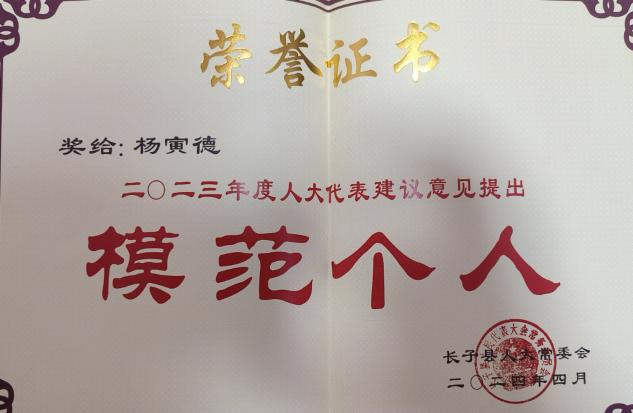 荣誉证书
奖给：杨寅德
二〇二三年度人大代表建议意见提出
模范个人
长子县人大常委会
二〇二四年四月